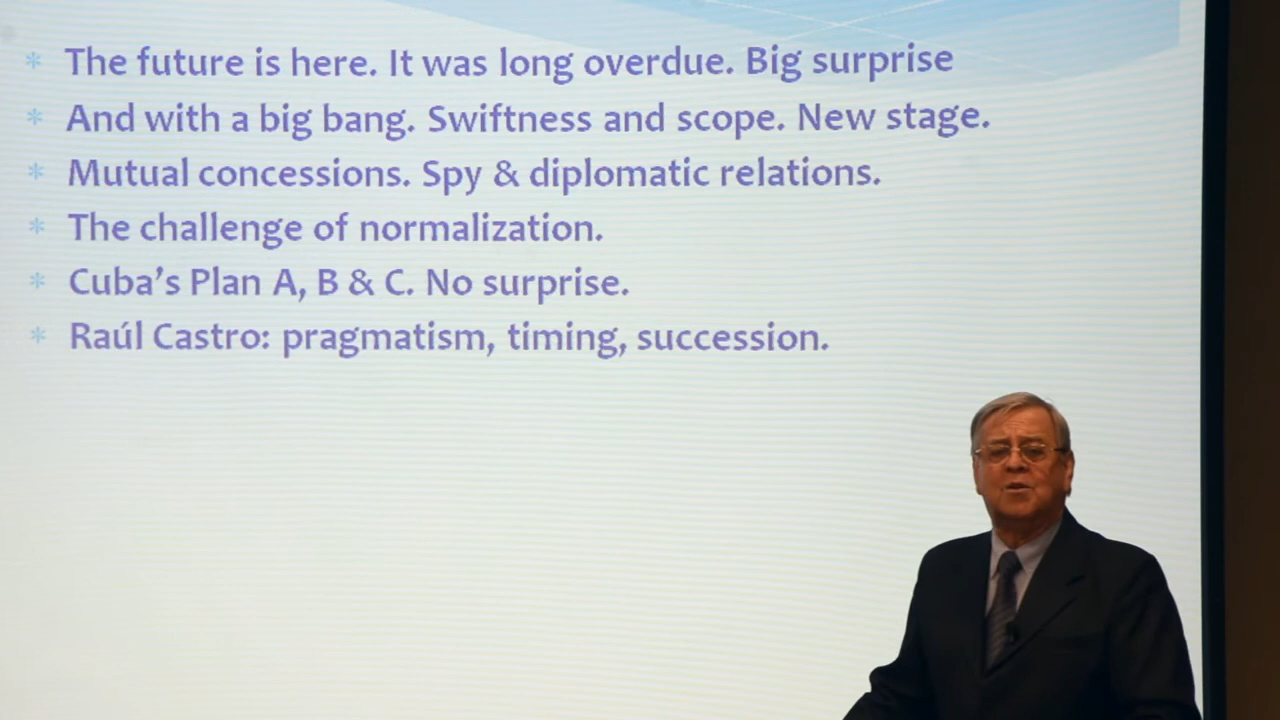 * The future is here. It was long overdue. Big surprise
* And with a big bang. Swiftness and scope. New stage.
* Mutual concessions. Spy & diplomatic relations.
* The challenge of normalization.
* Cuba's Plan A, B & C. No surprise.
* Raúl Castro: pragmatism, timing, succession.